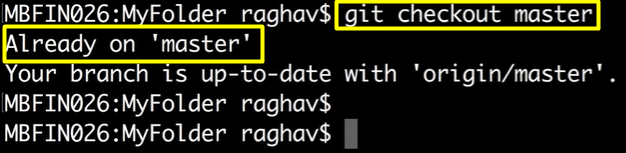 MBFIN026:MyFolder raghav$ git checkout master
Already on 'master'
Your branch is up-to-date with 'origin/master'.
MBFIN026:MyFolder raghav$
MBFIN026:MyFolder raghav$